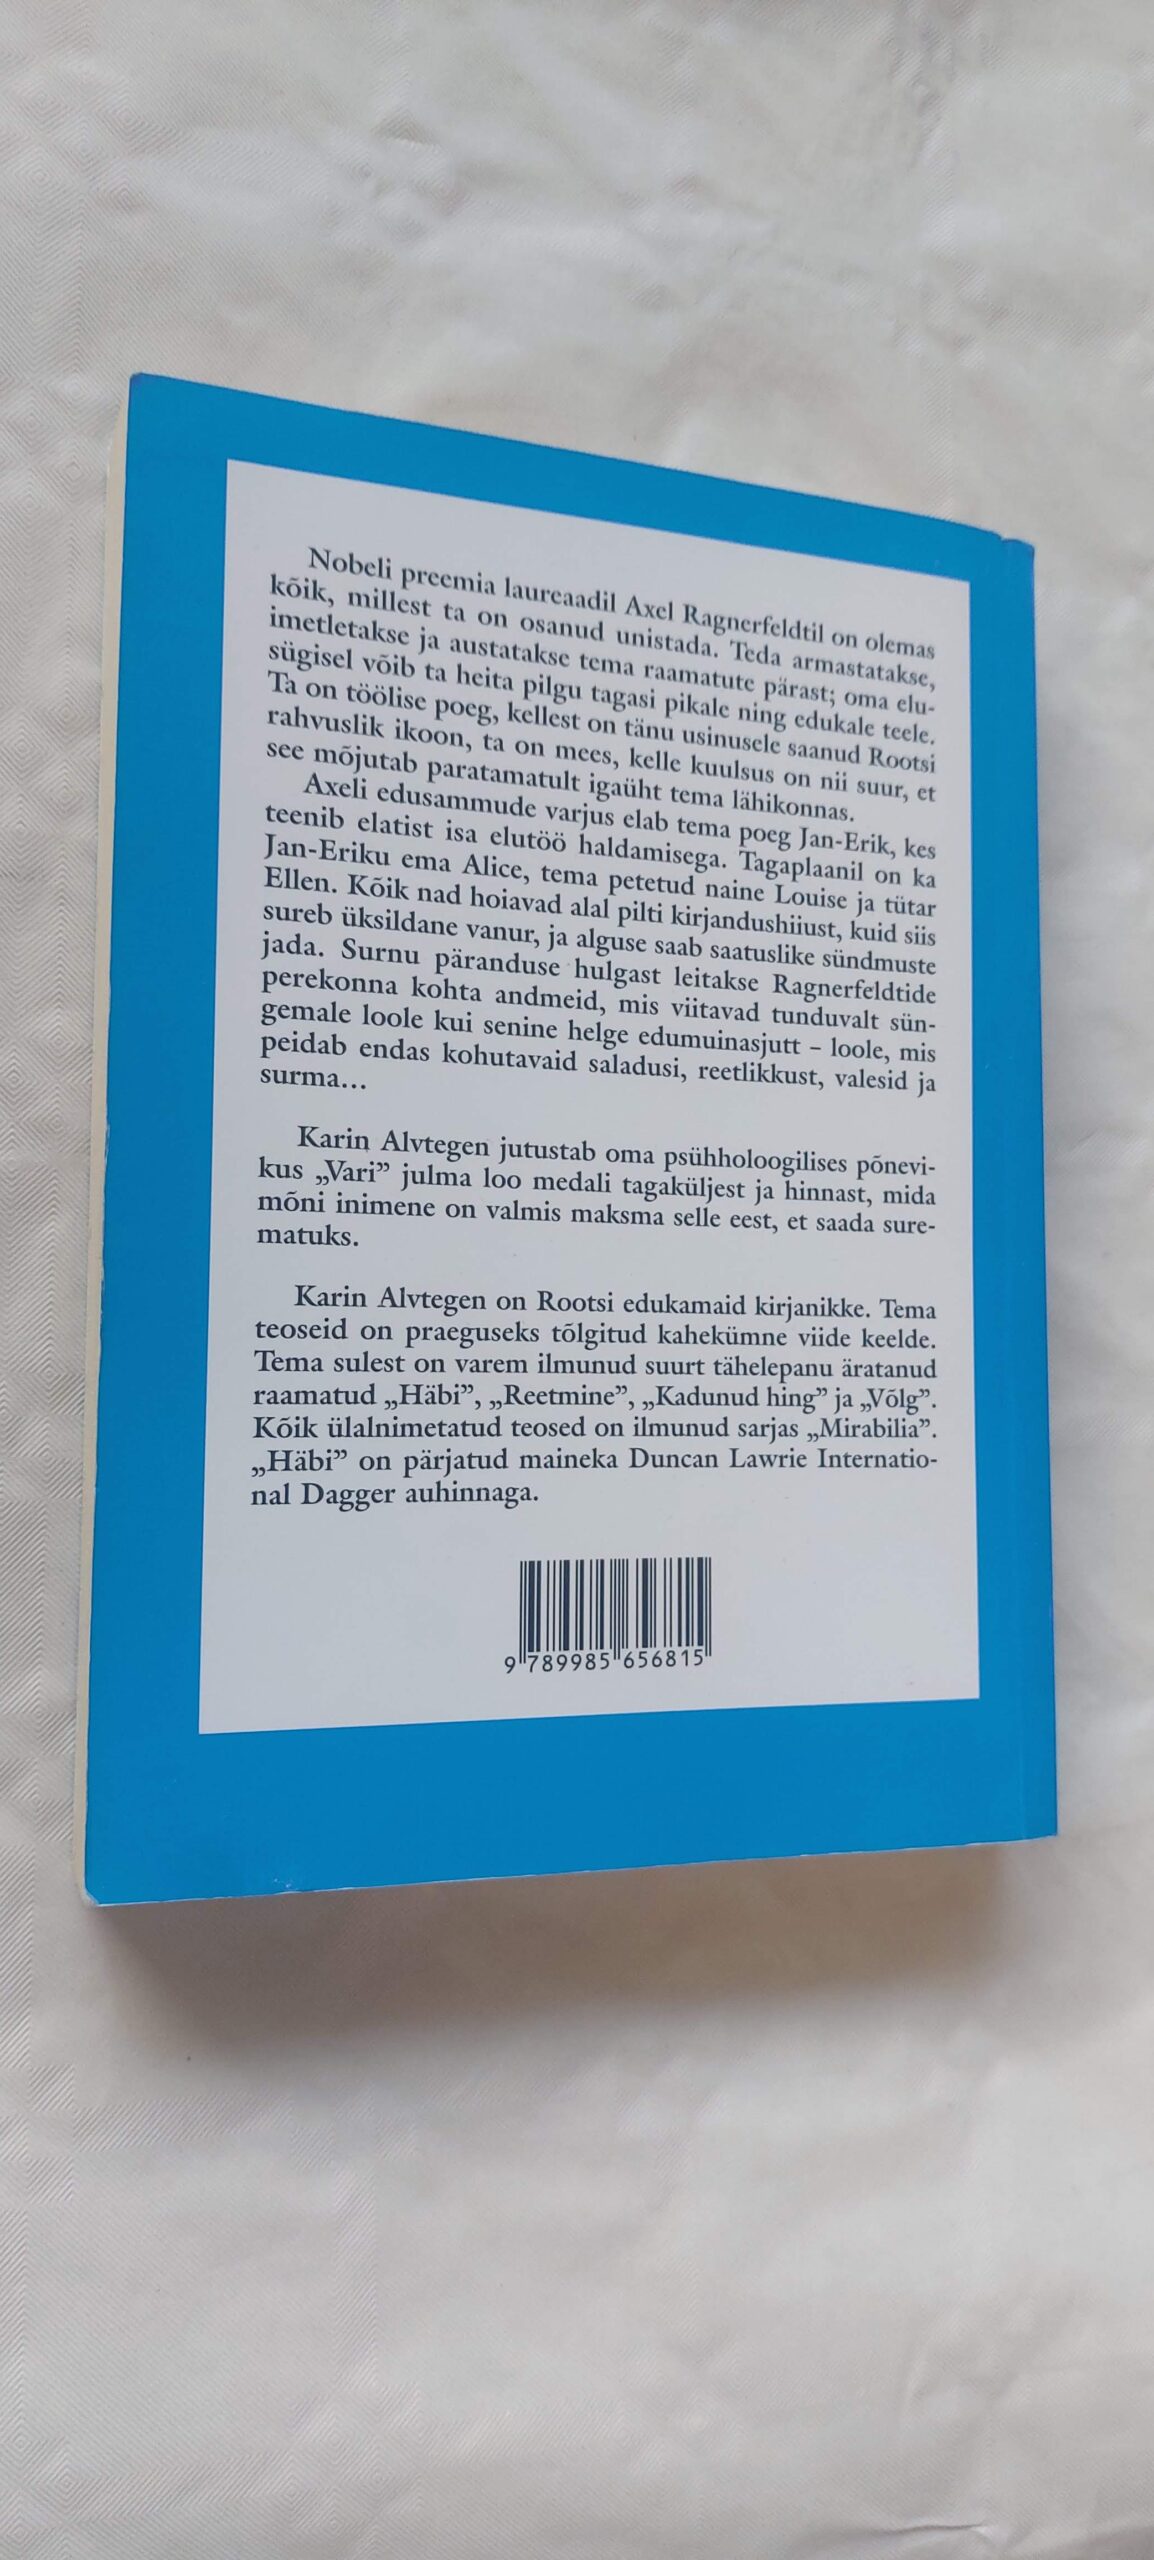 Nobeli preemia laureaadil Axel Ragnerfeldtil on olemas
kõik, millest ta on osanud unistada. Teda armastatakse,
imetletakse ja austatakse tema raamatute pärast; oma elu-
sügisel võib ta heita pilgu tagasi pikale ning edukale teele.
Ta on töölise poeg, kellest on tänu usinusele saanud Rootsi
rahvuslik ikoon, ta on mees, kelle kuulsus on nii suur, et
see mõjutab paratamatult igaüht tema lähikonnas.
Axeli edusammude varjus elab tema poeg Jan-Erik, kes
teenib elatist isa elutöö haldamisega. Tagaplaanil on ka
Jan-Eriku ema Alice, tema petetud naine Louise ja tütar
Ellen. Kõik nad hoiavad alal pilti kirjandushiiust, kuid siis
sureb üksildane vanur, ja alguse saab saatuslike sündmuste
jada. Surnu päranduse hulgast leitakse Ragnerfeldtide
perekonna kohta andmeid, mis viitavad tunduvalt sün-
gemale loole kui senine helge edumuinasjutt – loole, mis
peidab endas kohutavaid saladusi, reetlikkust, valesid ja
surma...
Karin Alvtegen jutustab oma psühholoogilises põnevi-
kus „Vari” julma loo medali tagaküljest ja hinnast, mida
mõni inimene on valmis maksma selle eest, et saada sure-
matuks.
Karin Alvtegen on Rootsi edukamaid kirjanikke. Tema
teoseid on praeguseks tõlgitud kahekümne viide keelde.
Tema sulest on varem ilmunud suurt tähelepanu äratanud
raamatud „Häbi”, „Reetmine”, „Kadunud hing” ja „Võlg”.
Kõik ülalnimetatud teosed on ilmunud sarjas „Mirabilia”.
„Häbi” on pärjatud maineka Duncan Lawrie Internatio-
nal Dagger auhinnaga.
9 789985 656815